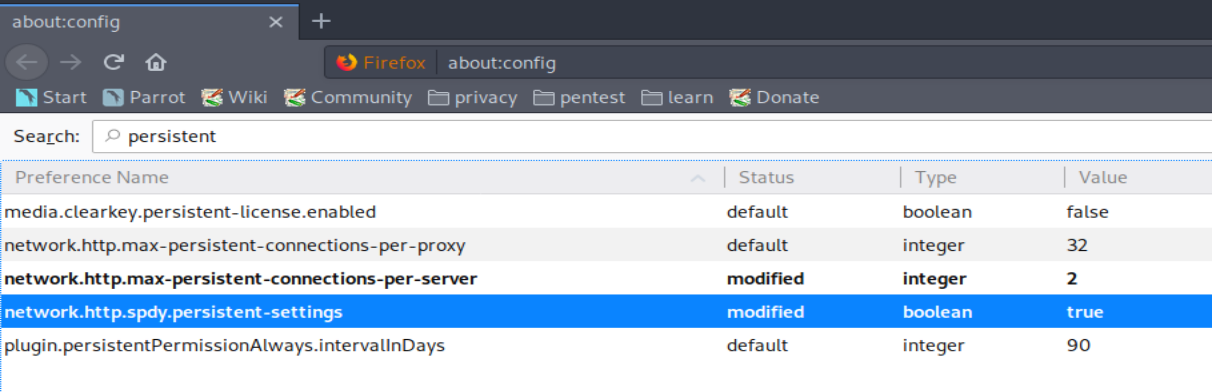 about:config
Firefox about:config
Start Parrot Wiki Community privacy pentest learn Donate
Search: persistent
Preference Name Status Type Value
media.clearkey.persistent-license.enabled default boolean false
network.http.max-persistent-connections-per-proxy default integer 32
network.http.max-persistent-connections-per-server modified integer 2
network.http.spdy.persistent-settings modified boolean true
plugin.persistentPermissionAlways.intervalInDays default integer 90